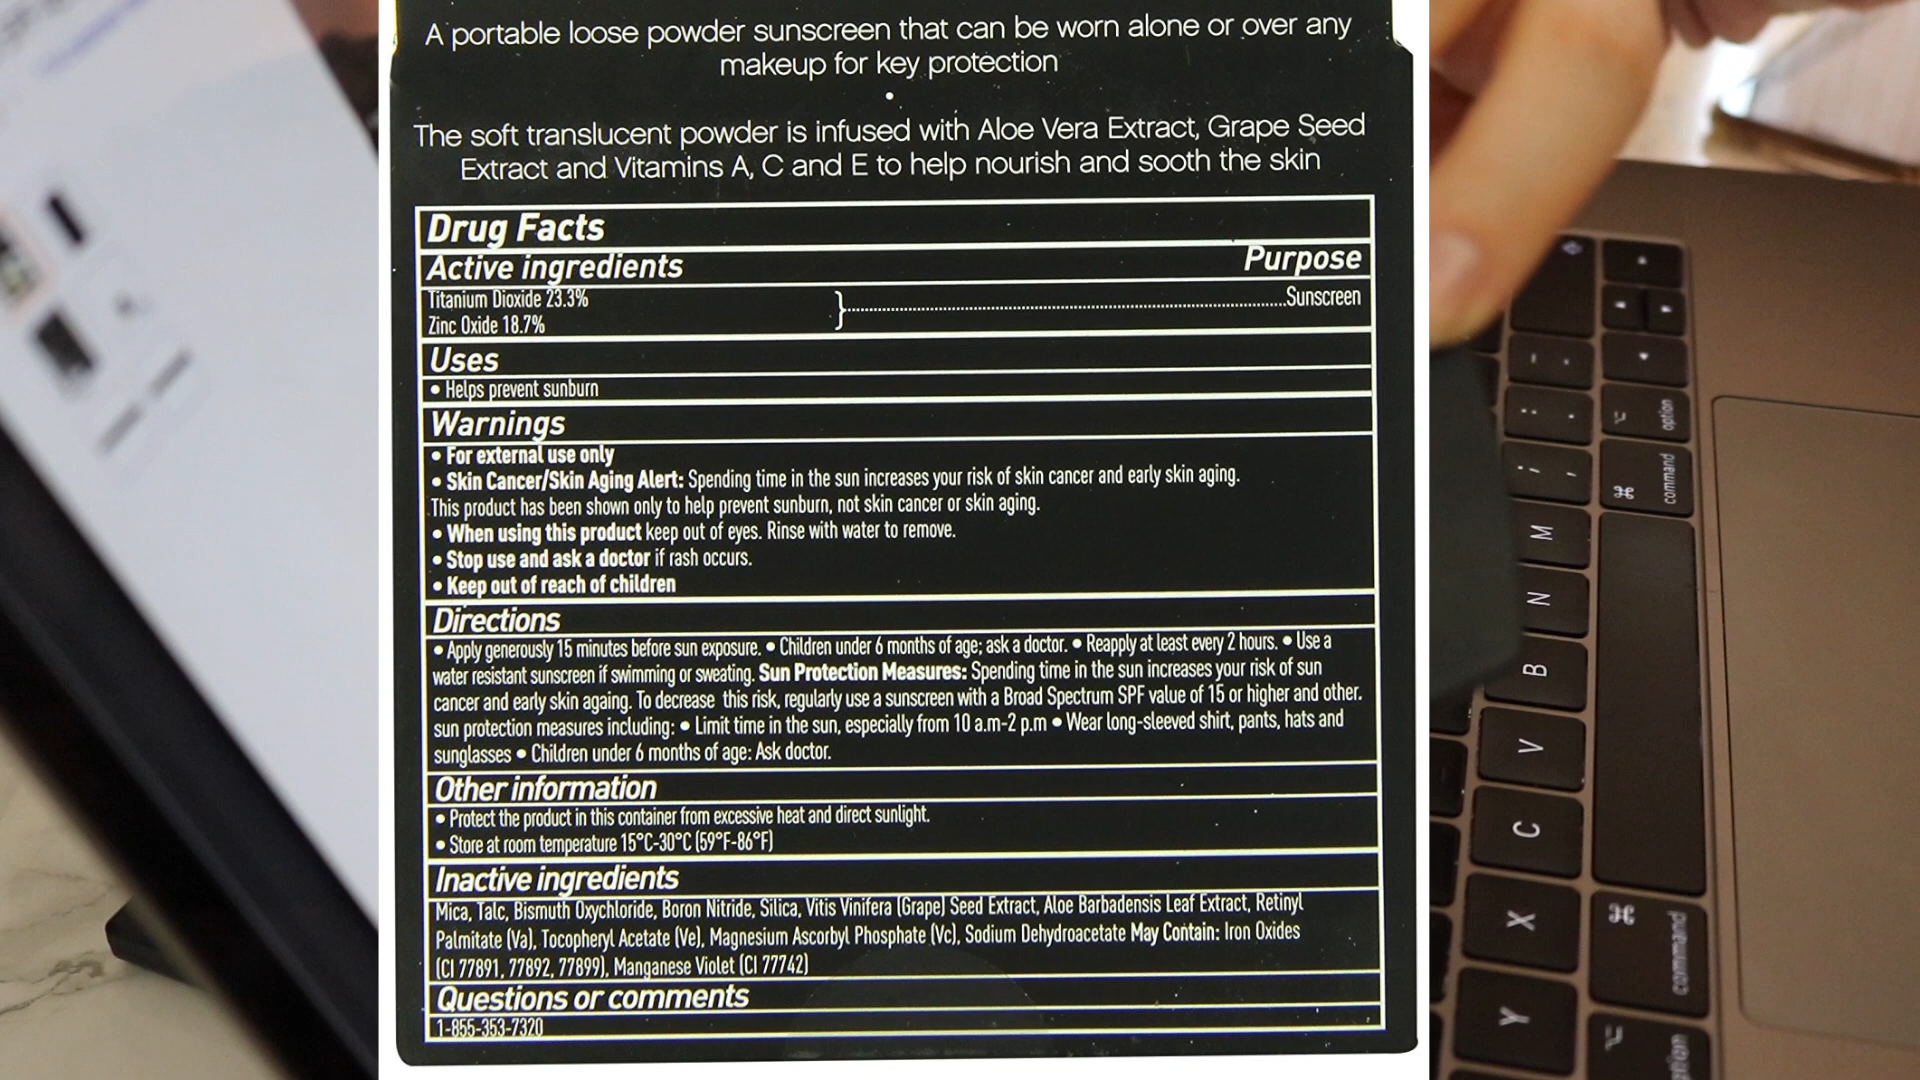 A portable loose powder sunscreen that can be worn alone or over any
makeup for key protection
•
The soft translucent powder is infused with Aloe Vera Extract, Grape Seed
Extract and Vitamins A, C and E to help nourish and sooth the skin
Drug Facts
Active ingredients Purpose
Titanium Dioxide 23.3%
Zinc Oxide 18.7% }......Sunscreen
Uses
• Helps prevent sunburn
Warnings
• For external use only
• Skin Cancer/Skin Aging Alert: Spending time in the sun increases your risk of skin cancer and early skin aging.
This product has been shown only to help prevent sunburn, not skin cancer or skin aging.
• When using this product keep out of eyes. Rinse with water to remove.
• Stop use and ask a doctor if rash occurs.
• Keep out of reach of children
Directions
• Apply generously 15 minutes before sun exposure. • Children under 6 months of age; ask a doctor. • Reapply at least every 2 hours. • Use a
water resistant sunscreen if swimming or sweating. Sun Protection Measures: Spending time in the sun increases your risk of sun
cancer and early skin againg. To decrease this risk, regularly use a sunscreen with a Broad Spectrum SPF value of 15 or higher and other.
sun protection measures including: • Limit time in the sun, especially from 10 a.m-2 p.m • Wear long-sleeved shirt, pants, hats and
sunglasses • Children under 6 months of age: Ask doctor.
Other information
• Protect the product in this container from excessive heat and direct sunlight.
• Store at room temperature 15°C-30°C (59°F-86°F)
Inactive ingredients
Mica, Talc, Bismuth Oxychloride, Boron Nitride, Silica, Vitis Vinifera (Grape) Seed Extract, Aloe Barbadensis Leaf Extract, Retinyl
Palmitate (Va), Tocopheryl Acetate (Ve), Magnesium Ascorbyl Phosphate (Vc), Sodium Dehydroacetate May Contain: Iron Oxides
(CI 77891, 77892, 77899), Manganese Violet (CI 77742)
Questions or comments
1-855-353-7320
option
⌘ command
M
N
B
V
C
X
Y
⌘ command
option